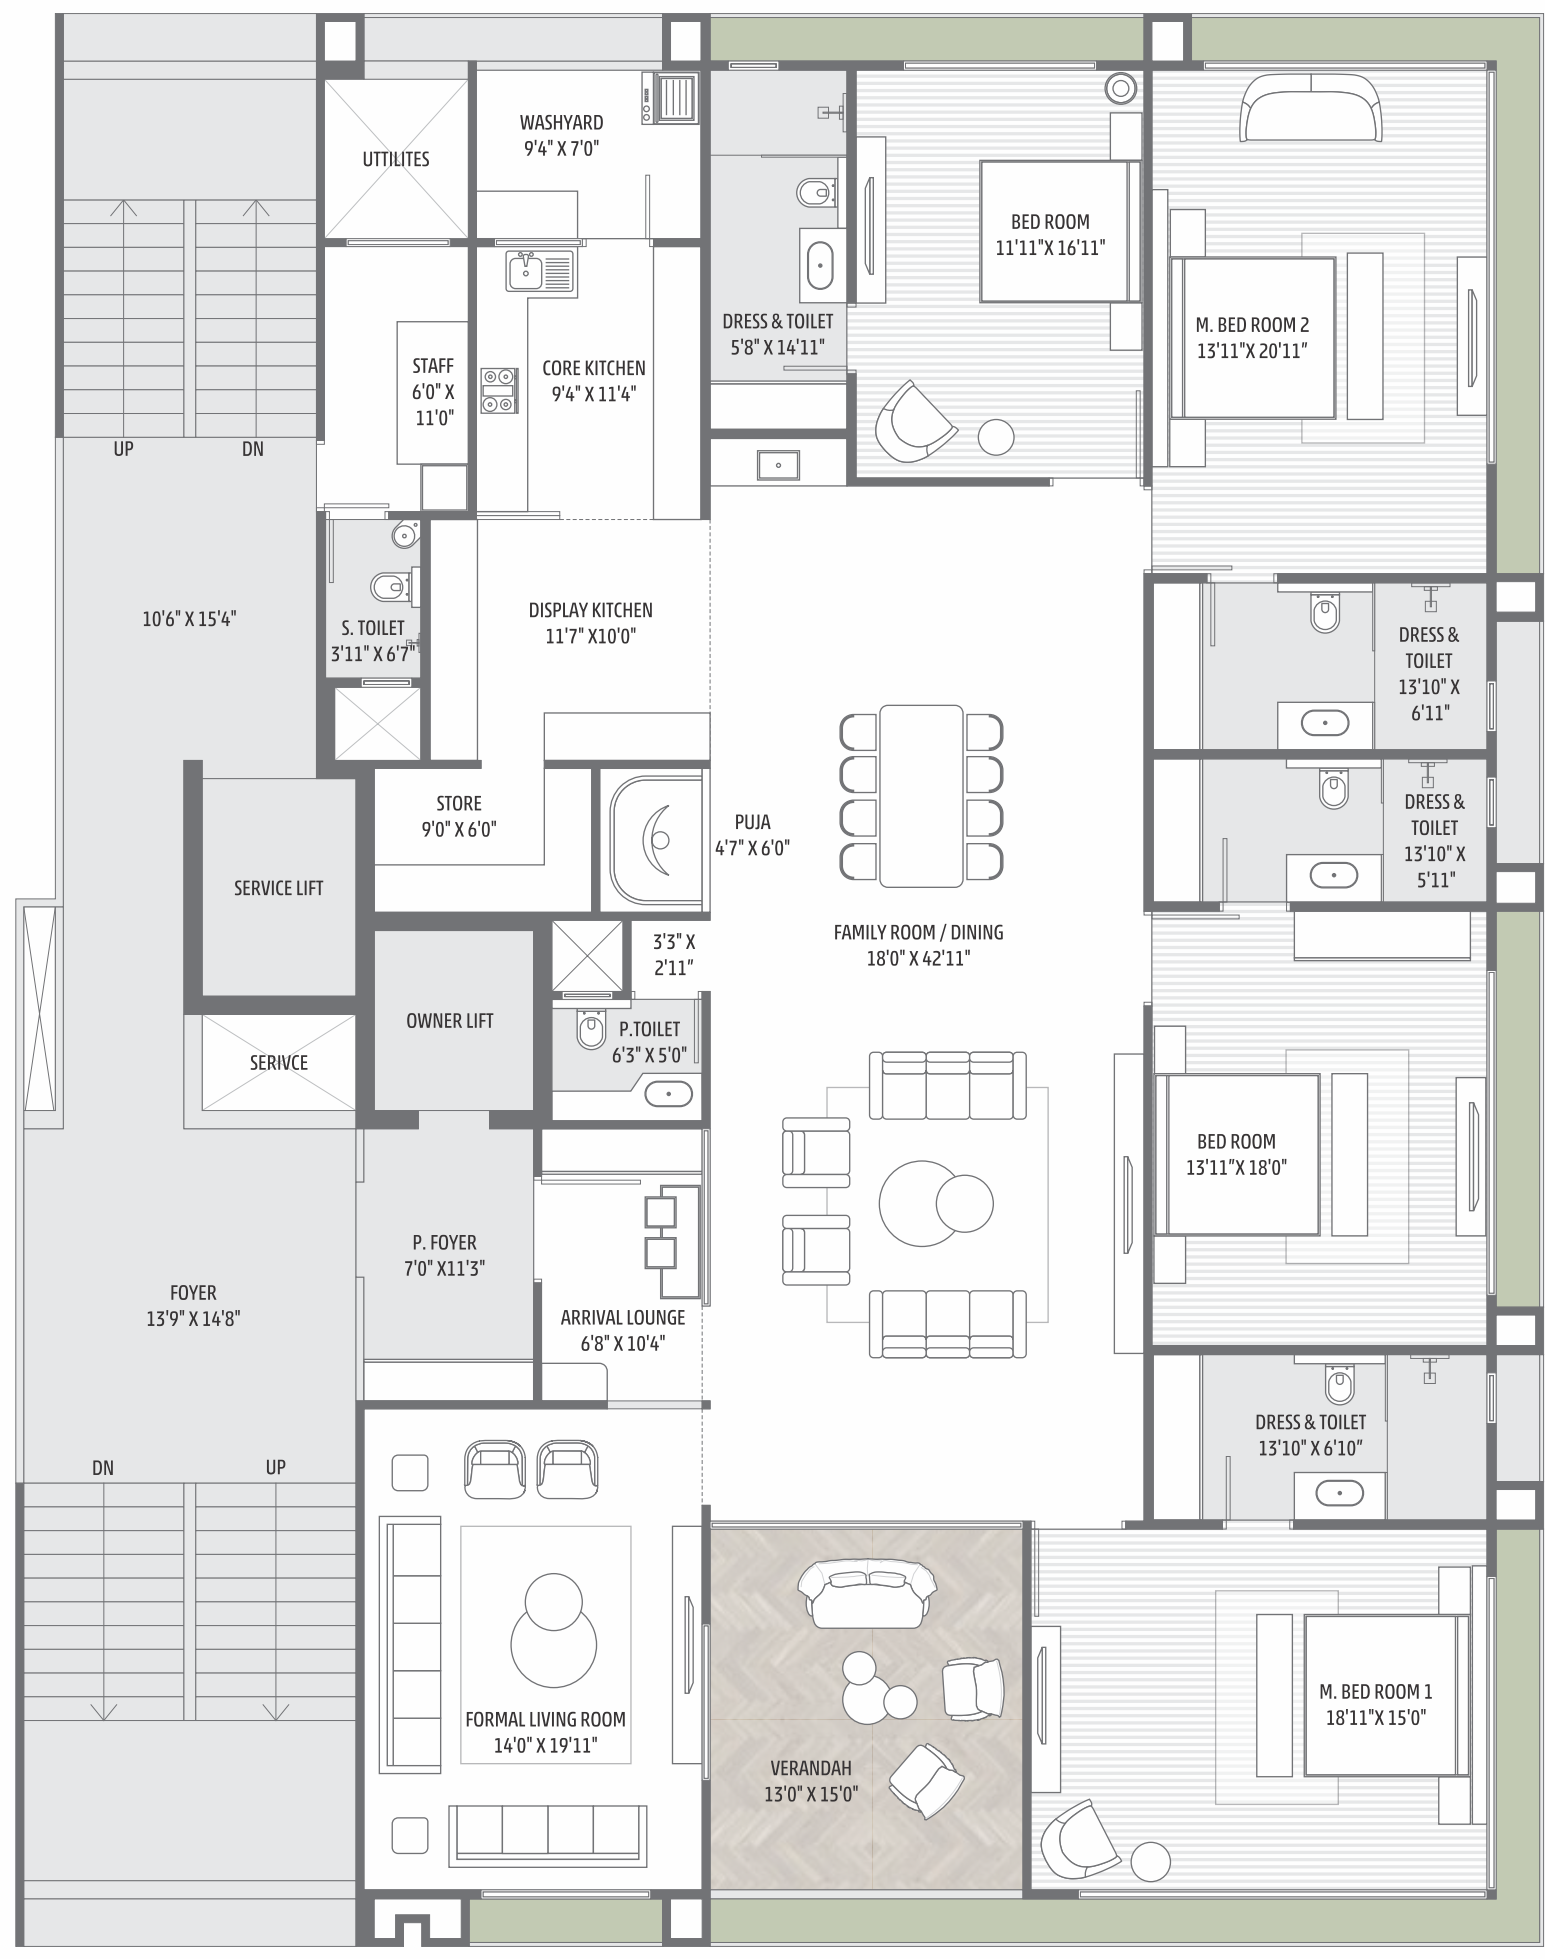 WASHYARD
9'4" X 7'0"
UTTILITES
BED ROOM
11'11"X 16'11"
M. BED ROOM 2
13'11"X 20'11"
DRESS & TOILET
5'8" X 14'11"
STAFF
6'0" X
11'0"
CORE KITCHEN
9'4" X 11'4"
UP
DN
10'6" X 15'4"
S. TOILET
3'11" X 6'7"
DISPLAY KITCHEN
11'7" X10'0"
DRESS &
TOILET
13'10" X
6'11"
STORE
9'0" X 6'0"
PUJA
4'7" X 6'0"
DRESS &
TOILET
13'10" X
5'11"
SERVICE LIFT
FAMILY ROOM / DINING
18'0" X 42'11"
3'3" X
2'11"
OWNER LIFT
P.TOILET
6'3" X 5'0"
SERIVCE
BED ROOM
13'11"X 18'0"
P. FOYER
7'0" X11'3"
FOYER
13'9" X 14'8"
ARRIVAL LOUNGE
6'8" X 10'4"
DRESS & TOILET
13'10" X 6'10"
DN
UP
FORMAL LIVING ROOM
14'0" X 19'11"
VERANDAH
13'0" X 15'0"
M. BED ROOM 1
18'11"X 15'0"